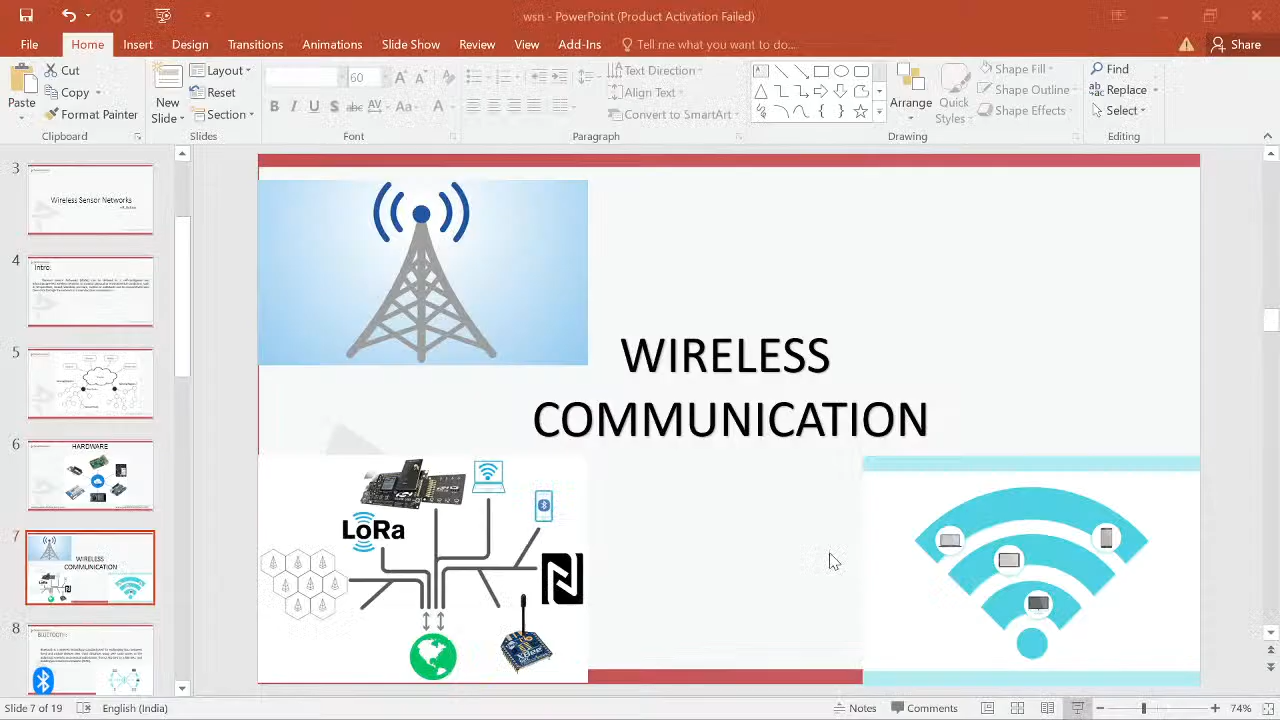 wsn - PowerPoint (Product Activation Failed)
File Home Insert Design Transitions Animations Slide Show Review View Add-Ins Tell me what you want to do... Share
Paste
Cut
Copy
Format Painter
Clipboard
New Slide
Layout
Reset
Section
Slides
60
B I U S abc AV Aa A
Font
Text Direction
Align Text
Convert to SmartArt
Paragraph
Arrange
Styles
Shape Fill
Shape Outline
Shape Effects
Drawing
Find
Replace
Select
Editing
3
Wireless Sensor Networks
4
Intro:
5
6
HARDWARE
7
WIRELESS
COMMUNICATION
8
BLUETOOTH:
WIRELESS
COMMUNICATION
LoRa
Slide 7 of 19 English (India) Notes Comments 74%